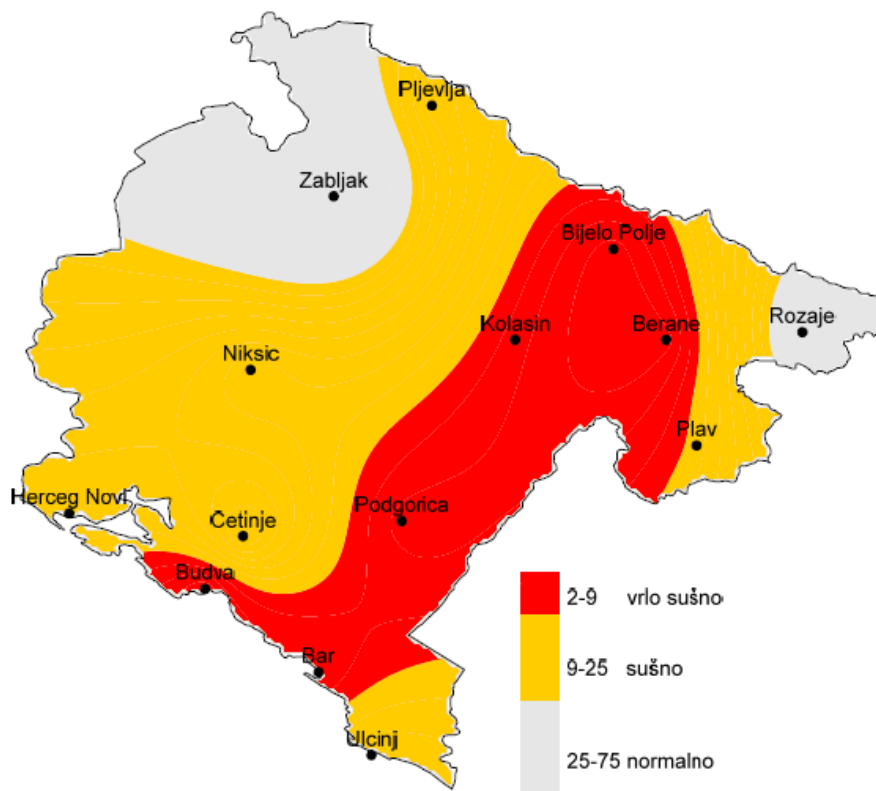 Pljevlja
Zabljak
Bijelo Polje
Rozaje
Kolasin
Berane
Niksic
Plav
Herceg Novi
Podgorica
Cetinje
Budva
2-9 vrlo sušno
Bar
9-25 sušno
Ulcinj
25-75 normalno